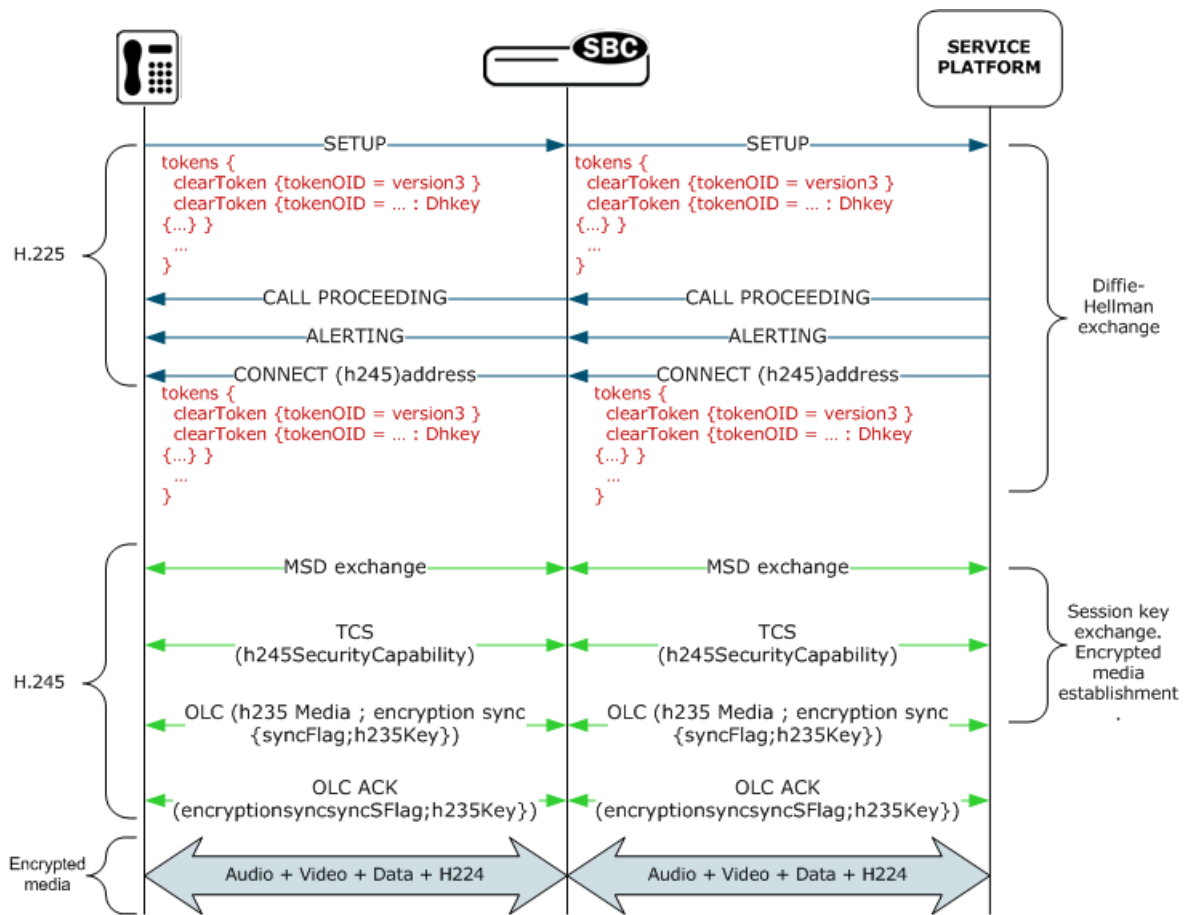 SBC
SERVICE
PLATFORM
SETUP
SETUP
tokens {
clearToken {tokenOID = version3 }
clearToken {tokenOID = ... : Dhkey
{...} }
...
}
tokens {
clearToken {tokenOID = version3 }
clearToken {tokenOID = ... : Dhkey
{...} }
...
}
H.225
CALL PROCEEDING
CALL PROCEEDING
Diffie-
Hellman
exchange
ALERTING
ALERTING
CONNECT (h245)address
CONNECT (h245)address
tokens {
clearToken {tokenOID = version3 }
clearToken {tokenOID = ... : Dhkey
{...} }
...
}
tokens {
clearToken {tokenOID = version3 }
clearToken {tokenOID = ... : Dhkey
{...} }
...
}
MSD exchange
MSD exchange
TCS
(h245SecurityCapability)
TCS
(h245SecurityCapability)
Session key
exchange.
Encrypted
media
establishment
.
H.245
OLC (h235 Media ; encryption sync
{syncFlag;h235Key})
OLC (h235 Media ; encryption sync
{syncFlag;h235Key})
OLC ACK
(encryptionsyncsyncSFlag;h235Key})
OLC ACK
(encryptionsyncsyncSFlag;h235Key})
Encrypted
media
Audio + Video + Data + H224
Audio + Video + Data + H224